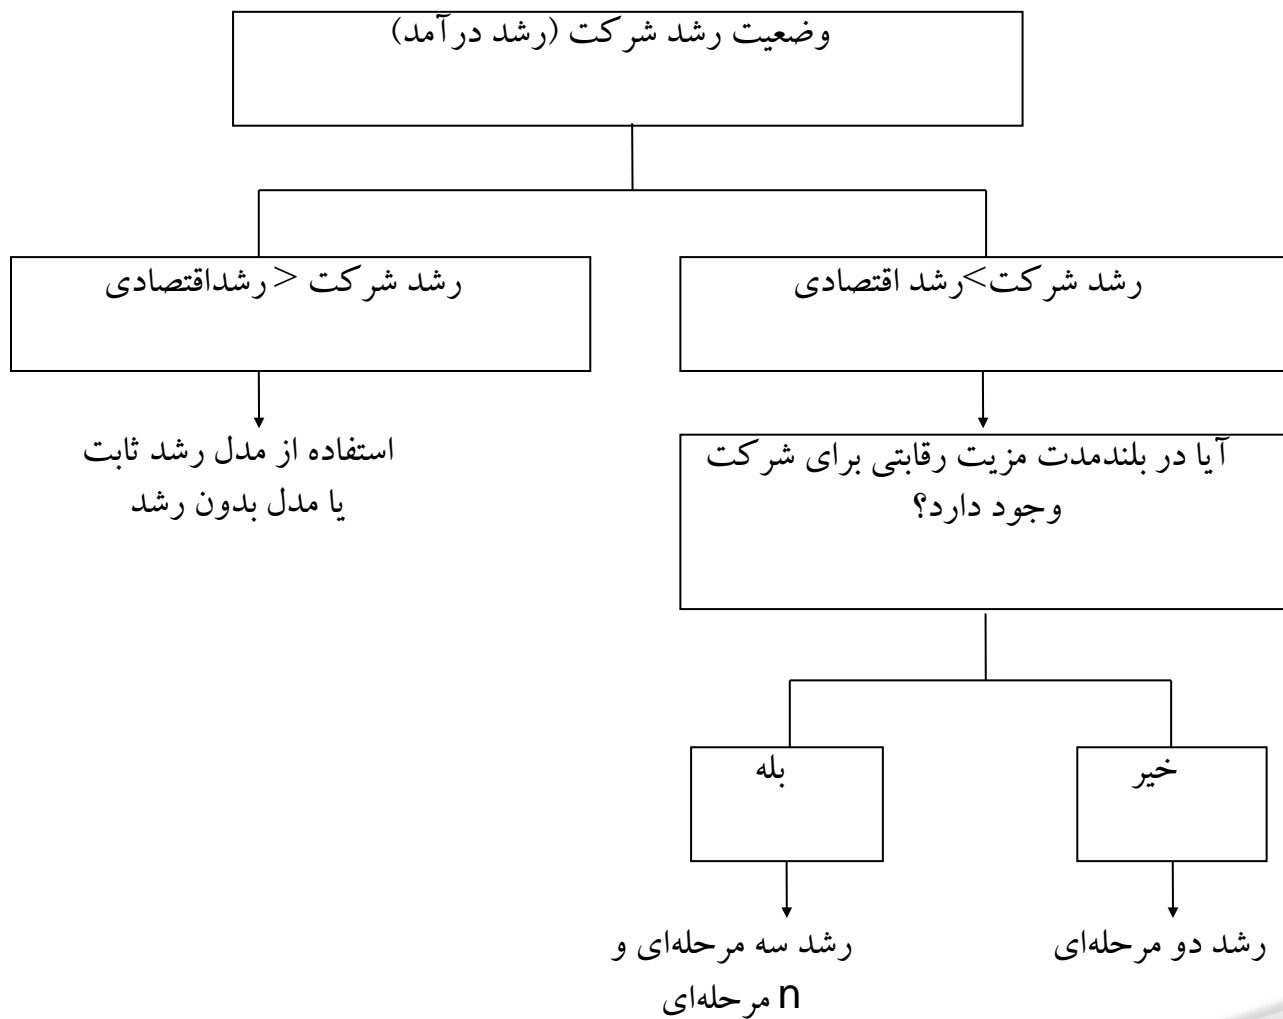 وضعیت رشد شرکت (رشد درآمد)
رشد شرکت>رشد اقتصادی
رشد شرکت < رشداقتصادی
آیا در بلندمدت مزیت رقابتی برای شرکت
وجود دارد؟
استفاده از مدل رشد ثابت
یا مدل بدون رشد
خیر
بله
رشد دو مرحله‌ای
رشد سه مرحله‌ای و
n مرحله‌ای